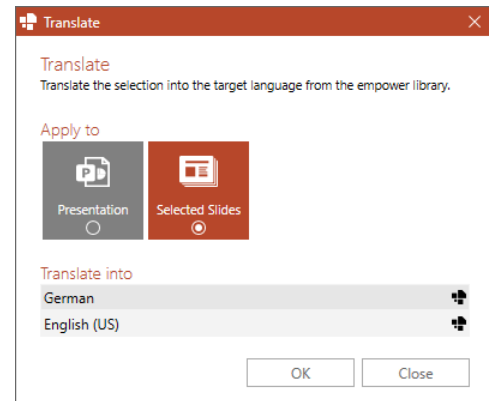 Translate
Translate
Translate the selection into the target language from the empower library.
Apply to
Presentation
Selected Slides
Translate into
German
English (US)
OK
Close